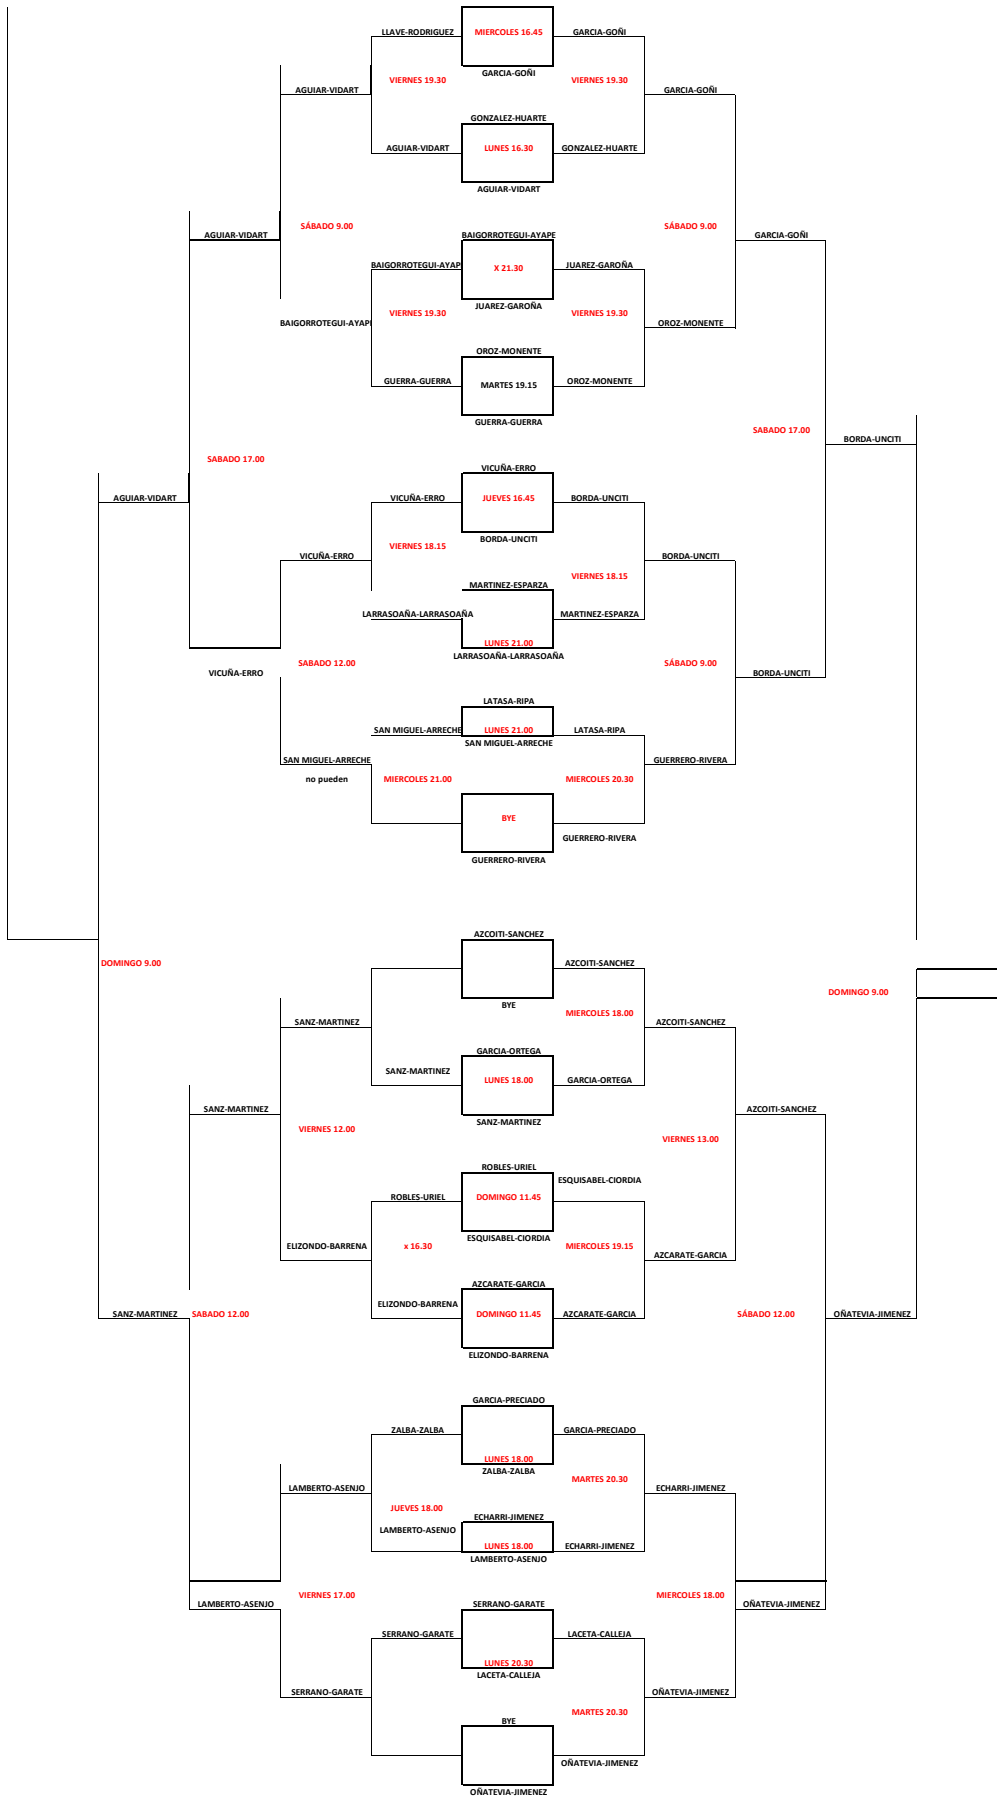 LLAVE-RODRIGUEZ MIERCOLES 16.45 GARCIA-GOÑI
GARCIA-GOÑI
VIERNES 19.30 VIERNES 19.30
AGUIAR-VIDART GARCIA-GOÑI
GONZALEZ-HUARTE
AGUIAR-VIDART LUNES 16.30 GONZALEZ-HUARTE
AGUIAR-VIDART
SÁBADO 9.00 SÁBADO 9.00
AGUIAR-VIDART BAIGORROTEGUI-AYAPE GARCIA-GOÑI
BAIGORROTEGUI-AYAP X 21.30 JUAREZ-GAROÑA
JUAREZ-GAROÑA
VIERNES 19.30 VIERNES 19.30
BAIGORROTEGUI-AYAPE OROZ-MONENTE
OROZ-MONENTE
GUERRA-GUERRA MARTES 19.15 OROZ-MONENTE
GUERRA-GUERRA
SABADO 17.00
BORDA-UNCITI
SABADO 17.00
VICUÑA-ERRO
AGUIAR-VIDART VICUÑA-ERRO JUEVES 16.45 BORDA-UNCITI
BORDA-UNCITI
VIERNES 18.15
VICUÑA-ERRO BORDA-UNCITI
VIERNES 18.15
MARTINEZ-ESPARZA
LARRASOAÑA-LARRASOAÑA MARTINEZ-ESPARZA
LUNES 21.00
LARRASOAÑA-LARRASOAÑA
SABADO 12.00 SÁBADO 9.00
VICUÑA-ERRO BORDA-UNCITI
LATASA-RIPA
SAN MIGUEL-ARRECHE LUNES 21.00 LATASA-RIPA
SAN MIGUEL-ARRECHE
SAN MIGUEL-ARRECHE GUERRERO-RIVERA
no pueden MIERCOLES 21.00 MIERCOLES 20.30
BYE
GUERRERO-RIVERA
GUERRERO-RIVERA
AZCOITI-SANCHEZ
DOMINGO 9.00 AZCOITI-SANCHEZ
DOMINGO 9.00
BYE
MIERCOLES 18.00
SANZ-MARTINEZ AZCOITI-SANCHEZ
GARCIA-ORTEGA
SANZ-MARTINEZ
LUNES 18.00 GARCIA-ORTEGA
SANZ-MARTINEZ AZCOITI-SANCHEZ
SANZ-MARTINEZ
VIERNES 12.00
VIERNES 13.00
ROBLES-URIEL
ESQUISABEL-CIORDIA
ROBLES-URIEL DOMINGO 11.45
ESQUISABEL-CIORDIA
ELIZONDO-BARRENA x 16.30 MIERCOLES 19.15
AZCARATE-GARCIA
AZCARATE-GARCIA
ELIZONDO-BARRENA
SANZ-MARTINEZ SABADO 12.00 DOMINGO 11.45 AZCARATE-GARCIA SÁBADO 12.00 OÑATEVIA-JIMENEZ
ELIZONDO-BARRENA
GARCIA-PRECIADO
ZALBA-ZALBA GARCIA-PRECIADO
LUNES 18.00
ZALBA-ZALBA
MARTES 20.30
LAMBERTO-ASENJO ECHARRI-JIMENEZ
JUEVES 18.00
ECHARRI-JIMENEZ
LAMBERTO-ASENJO
LUNES 18.00 ECHARRI-JIMENEZ
LAMBERTO-ASENJO
VIERNES 17.00 MIERCOLES 18.00
LAMBERTO-ASENJO SERRANO-GARATE OÑATEVIA-JIMENEZ
SERRANO-GARATE LACETA-CALLEJA
LUNES 20.30
LACETA-CALLEJA
SERRANO-GARATE OÑATEVIA-JIMENEZ
MARTES 20.30
BYE
OÑATEVIA-JIMENEZ
OÑATEVIA-JIMENEZ